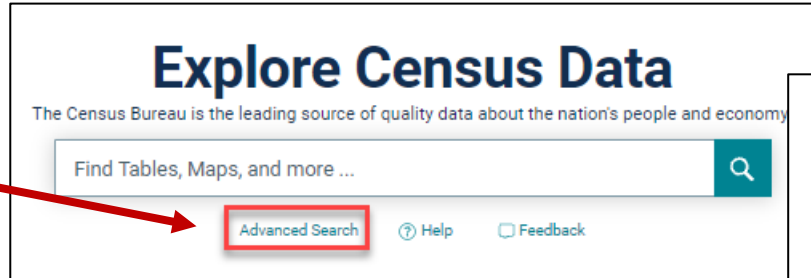 Explore Census Data
The Census Bureau is the leading source of quality data about the nation's people and economy
Find Tables, Maps, and more ...
Advanced Search Help Feedback